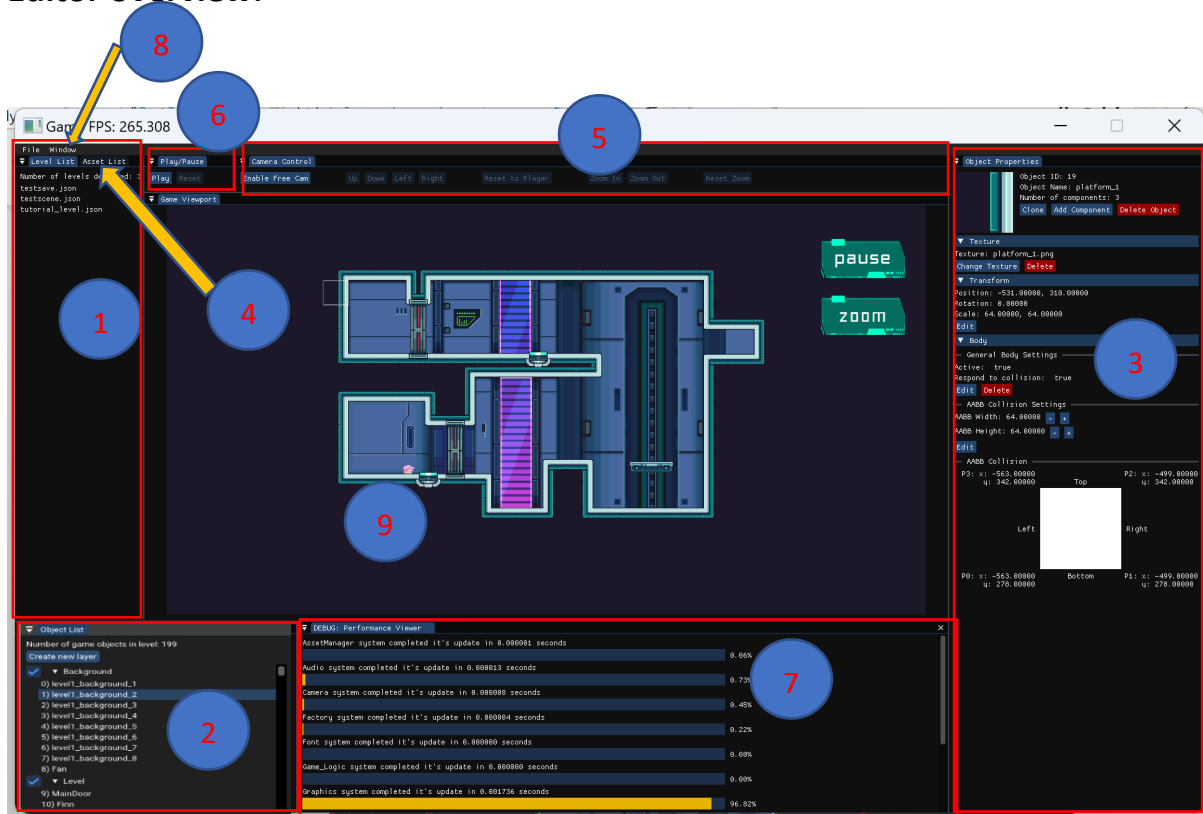 8
6
5
Game FPS: 265.308
File Window
Level List Asset List
Number of levels
testsave.json
testscene.json
tutorial_level.json
1
4
Play/Pause
Play Reset
Camera Control
Enable Free Cam Up Down Left Right Reset to Player Zoom In Zoom Out Reset Zoom
Game Viewport
pause
zoom
9
Object Properties
Object ID: 19
Object Name: platform_1
Number of components: 3
Clone Add Component Delete Object
Texture
Texture: platform_1.png
Change Texture Delete
Transform
Position: -531.00000, 310.00000
Rotation: 0.00000
Scale: 64.00000, 64.00000
Edit
Body
General Body Settings
3
Active: true
Respond to collision: true
Edit Delete
AABB Collision Settings
AABB Width: 64.00000 - +
AABB Height: 64.00000 - +
Edit
AABB Collision
P3: x: -563.00000 P2: x: -499.00000
y: 342.00000 Top y: 342.00000
Left Right
P0: x: -563.00000 Bottom P1: x: -499.00000
y: 278.00000 y: 278.00000
Object List
Number of game objects in level: 199
Create new layer
Background
0) level1_background_1
1) level1_background_2
2) level1_background_3
3) level1_background_4
4) level1_background_5
5) level1_background_6
6) level1_background_7
7) level1_background_8
8) Fan
Level
9) MainDoor
10) Finn
2
DEBUG: Performance Viewer
AssetManager system completed it's update in 0.000001 seconds
0.06%
Audio system completed it's update in 0.000013 seconds
0.73%
Camera system completed it's update in 0.000008 seconds
0.45%
Factory system completed it's update in 0.000004 seconds
0.22%
Font system completed it's update in 0.000000 seconds
0.00%
Game_Logic system completed it's update in 0.000000 seconds
0.00%
Graphics system completed it's update in 0.001736 seconds
96.82%
7